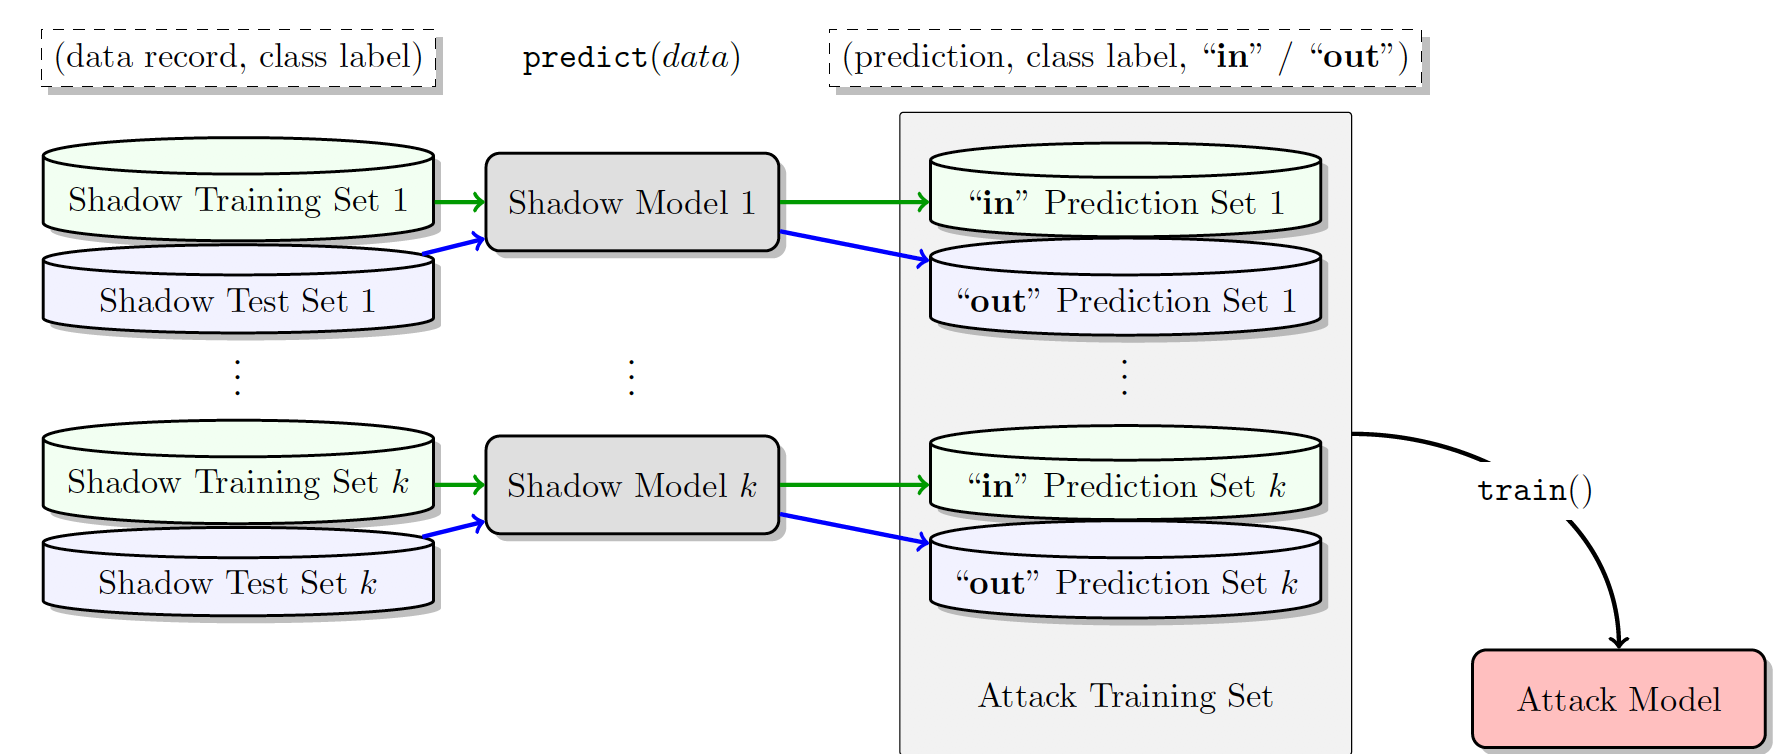 (data record, class label)
predict(data)
(prediction, class label, “in” / “out”)
Shadow Training Set 1
Shadow Model 1
“in” Prediction Set 1
Shadow Test Set 1
“out” Prediction Set 1
⋮
⋮
⋮
Shadow Training Set k
Shadow Model k
“in” Prediction Set k
train()
Shadow Test Set k
“out” Prediction Set k
Attack Training Set
Attack Model